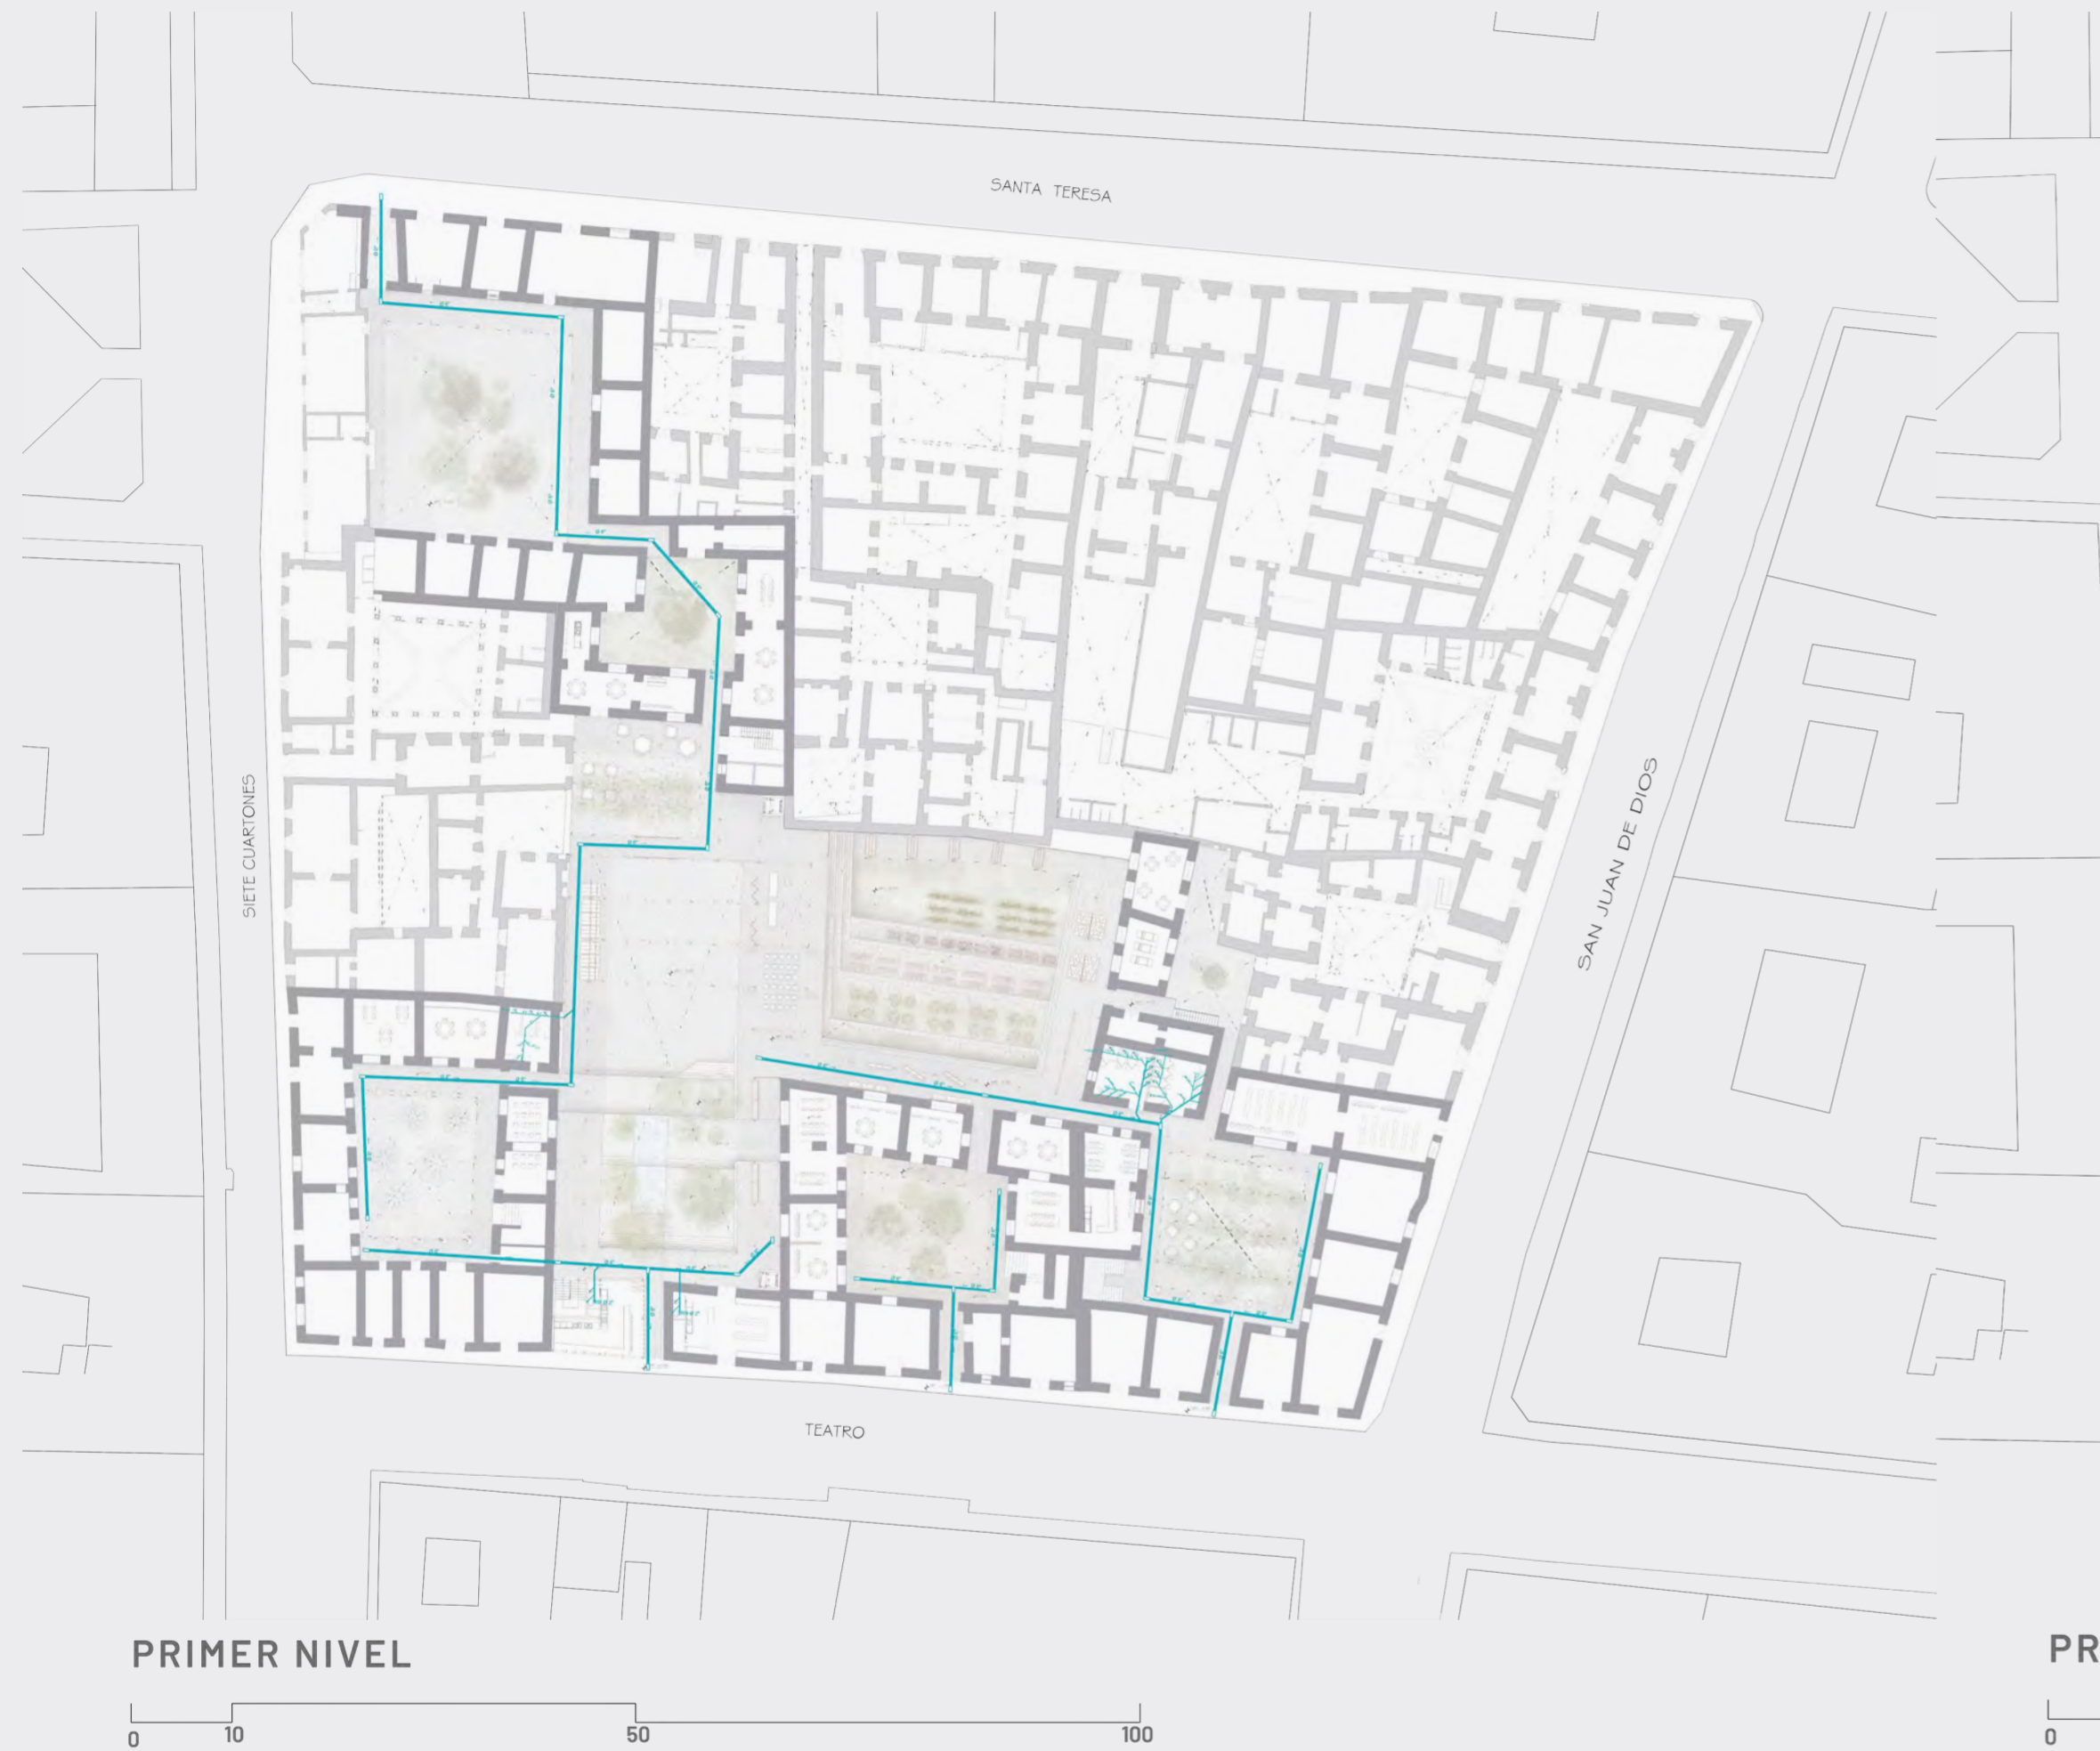 SANTA TERESA
SIETE CUARTONES
SAN JUAN DE DIOS
TEATRO
PRIMER NIVEL
PR
0 10 50 100
0